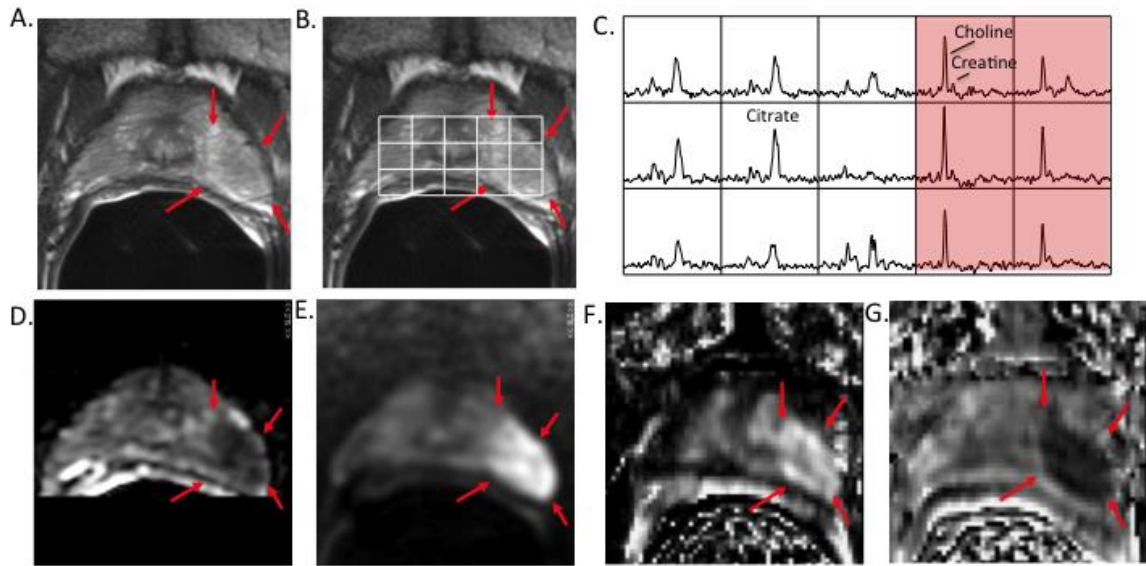 A.
B.
C.
Choline
Creatine
Citrate
D.
E.
F.
G.